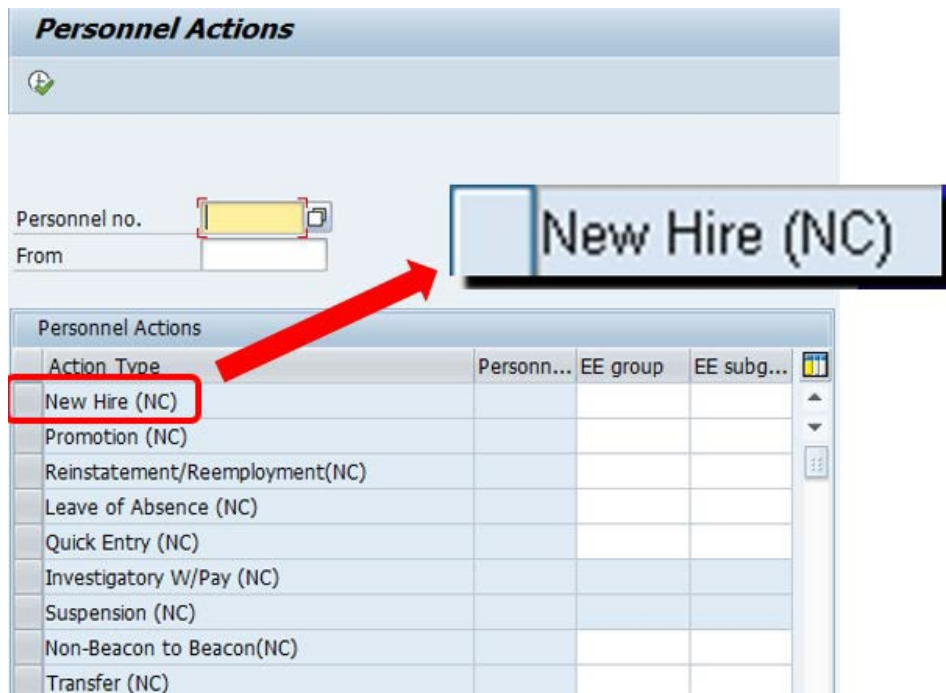 Personnel Actions
Personnel no.
From
New Hire (NC)
Personnel Actions
Action Type Personn... EE group EE subg...
New Hire (NC)
Promotion (NC)
Reinstatement/Reemployment(NC)
Leave of Absence (NC)
Quick Entry (NC)
Investigatory W/Pay (NC)
Suspension (NC)
Non-Beacon to Beacon(NC)
Transfer (NC)